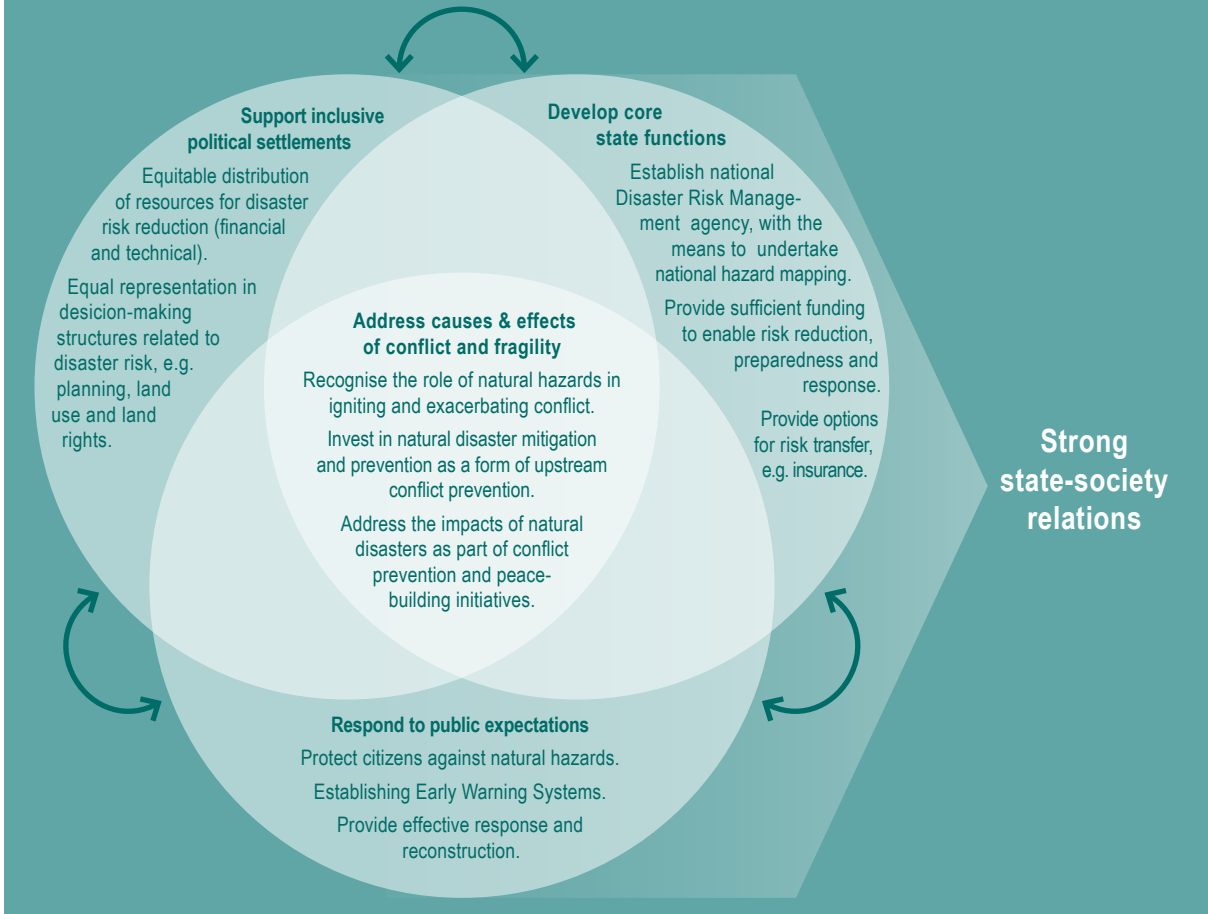 Support inclusive
political settlements
Equitable distribution
of resources for disaster
risk reduction (financial
and technical).
Equal representation in
desicion-making
structures related to
disaster risk, e.g.
planning, land
use and land
rights.
Develop core
state functions
Establish national
Disaster Risk Manage-
ment agency, with the
means to undertake
national hazard mapping.
Provide sufficient funding
to enable risk reduction,
preparedness and
response.
Provide options
for risk transfer,
e.g. insurance.
Address causes & effects
of conflict and fragility
Recognise the role of natural hazards in
igniting and exacerbating conflict.
Invest in natural disaster mitigation
and prevention as a form of upstream
conflict prevention.
Address the impacts of natural
disasters as part of conflict
prevention and peace-
building initiatives.
Respond to public expectations
Protect citizens against natural hazards.
Establishing Early Warning Systems.
Provide effective response and
reconstruction.
Strong
state-society
relations